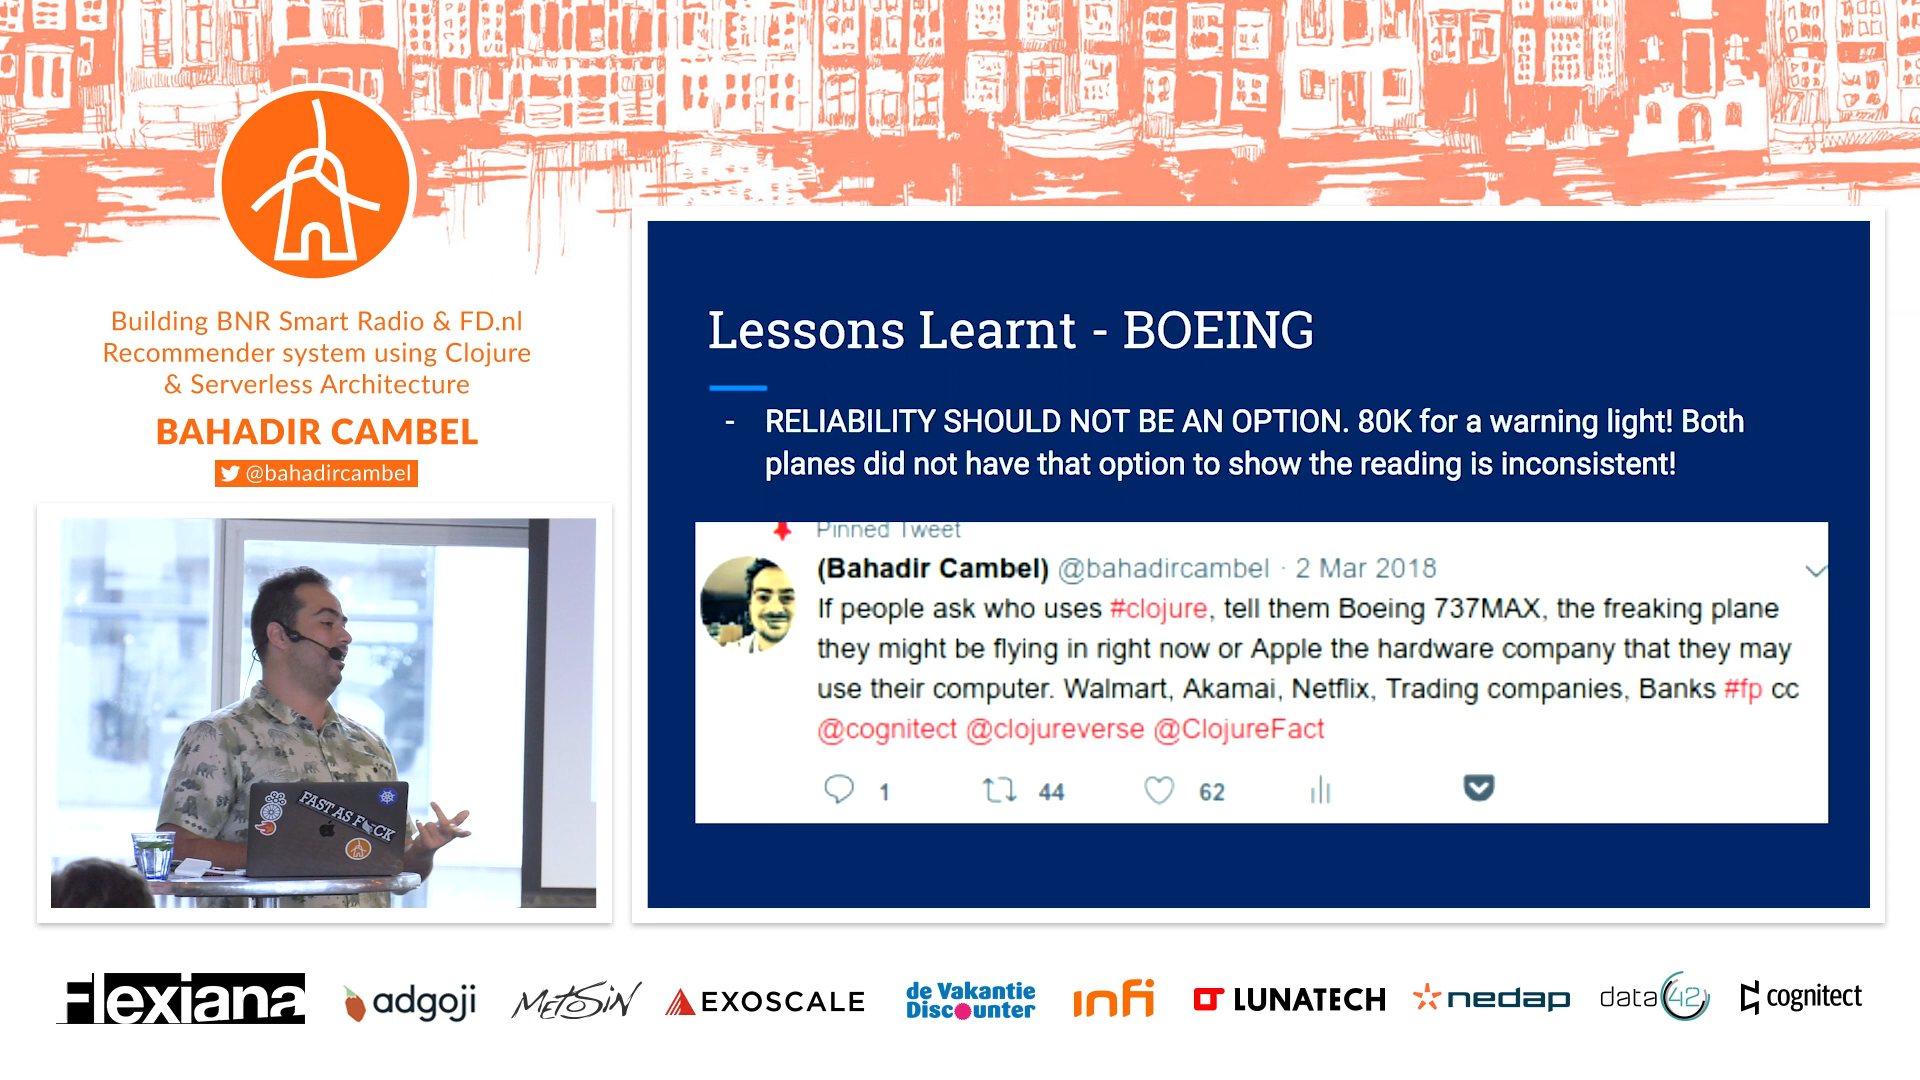 Building BNR Smart Radio & FD.nl
Recommender system using Clojure
& Serverless Architecture
BAHADIR CAMBEL
@bahadircambel
Lessons Learnt - BOEING
- RELIABILITY SHOULD NOT BE AN OPTION. 80K for a warning light! Both
planes did not have that option to show the reading is inconsistent!
Pinned Tweet
(Bahadir Cambel) @bahadircambel · 2 Mar 2018
If people ask who uses #clojure, tell them Boeing 737MAX, the freaking plane
they might be flying in right now or Apple the hardware company that they may
use their computer. Walmart, Akamai, Netflix, Trading companies, Banks #fp cc
@cognitect @clojureverse @ClojureFact
1 44 62
FAST AS F CK
Flexiana
adgoji
METOSIN
EXOSCALE
de Vakantie
Discounter
infi
LUNATECH
nedap
data 42
cognitect